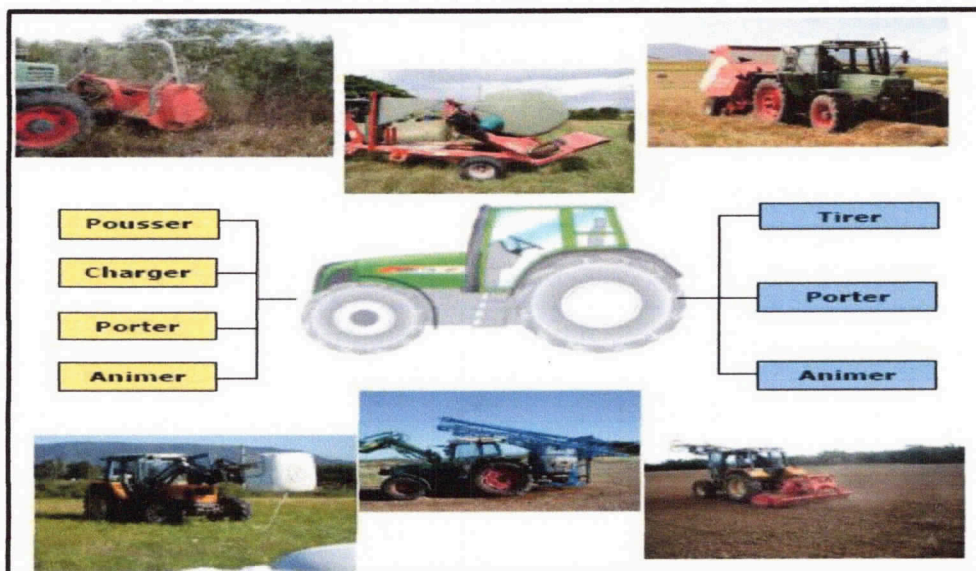 Pousser
Charger
Porter
Animer
Tirer
Porter
Animer